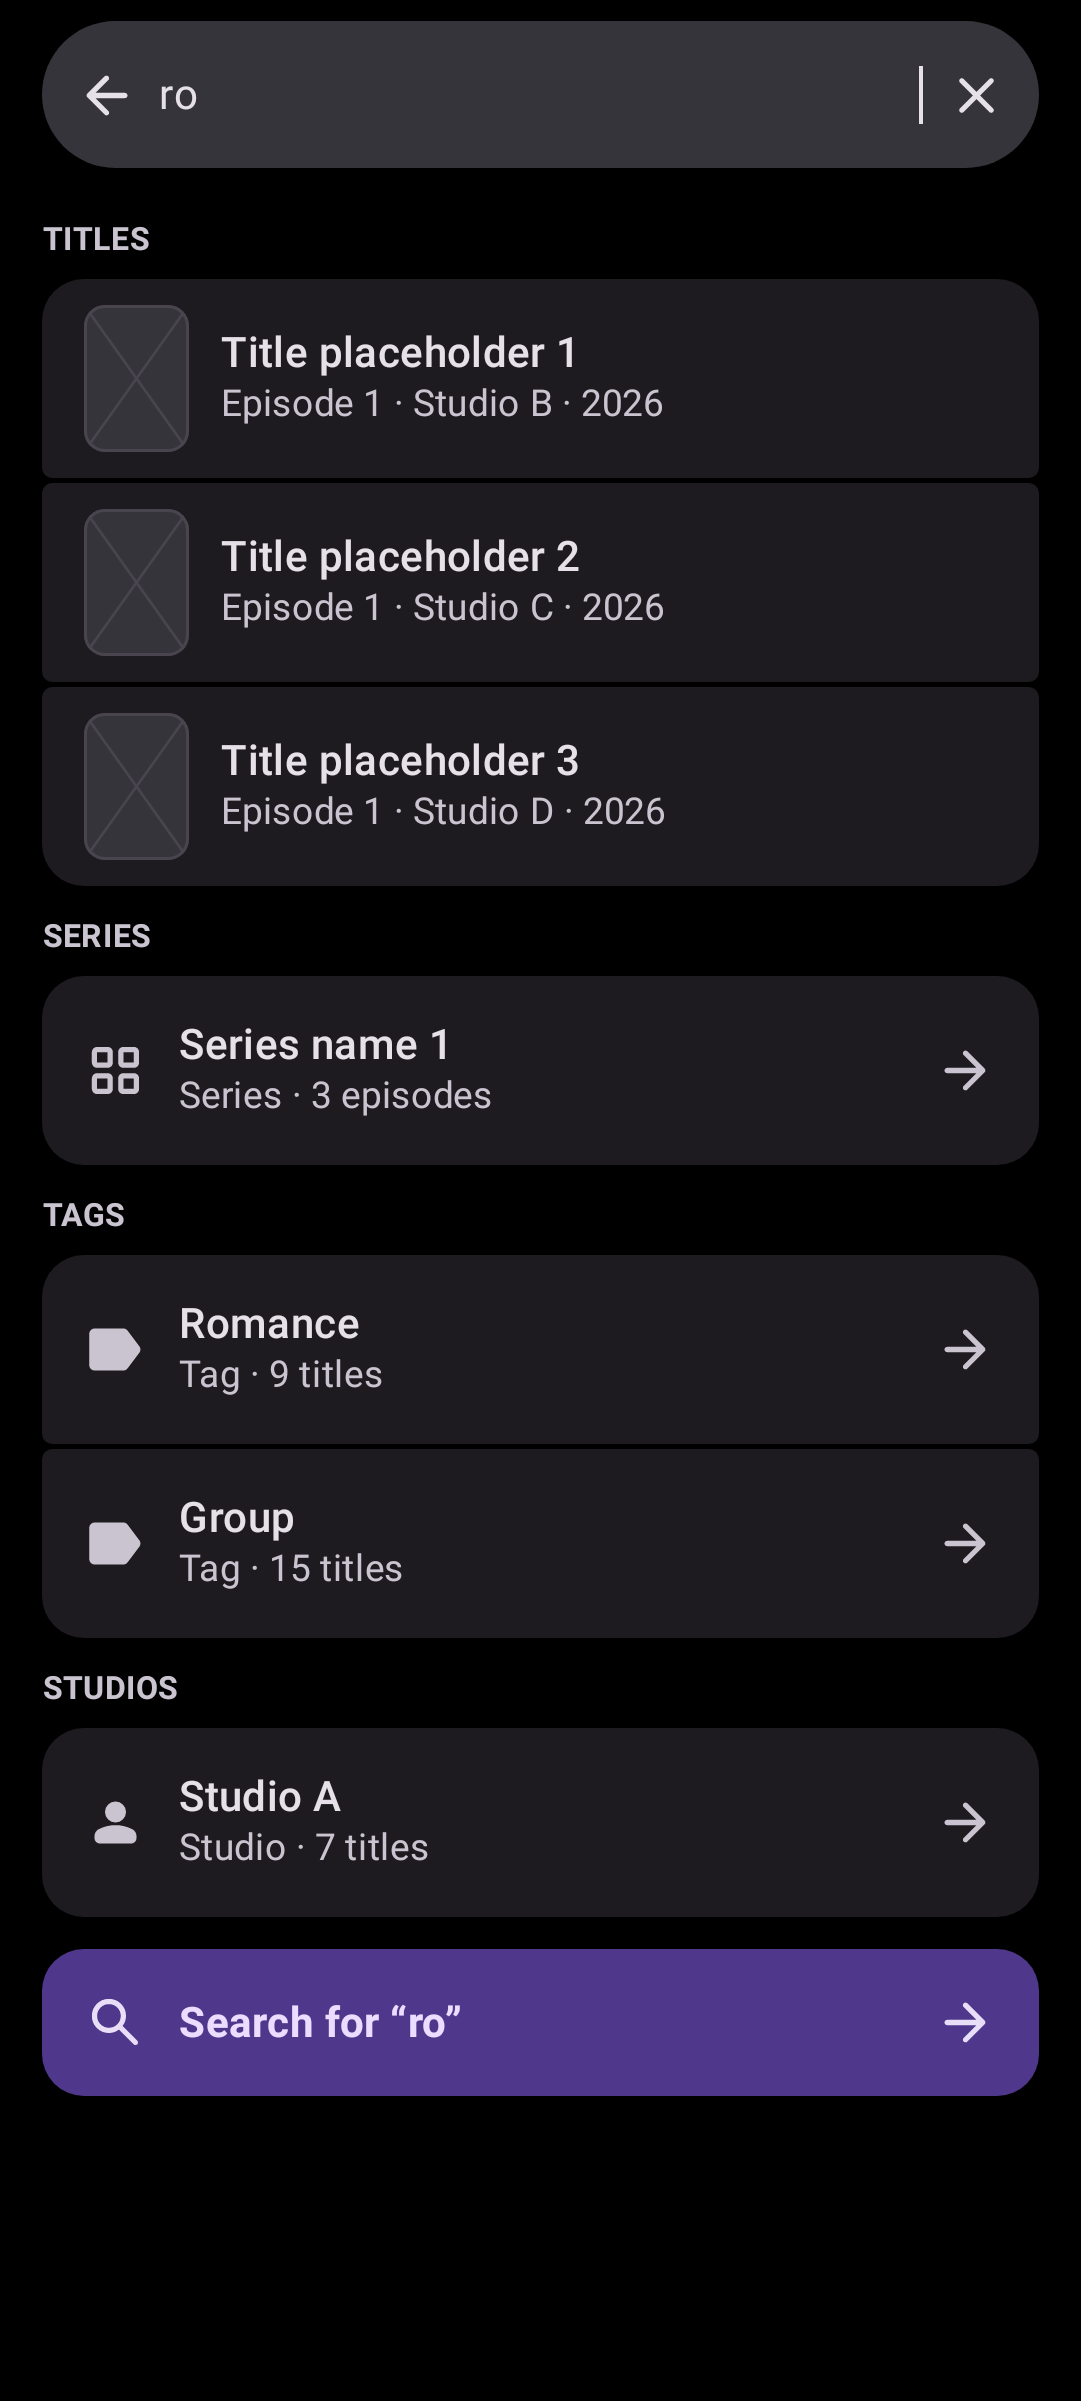 ro
TITLES
Title placeholder 1
Episode 1 · Studio B · 2026
Title placeholder 2
Episode 1 · Studio C · 2026
Title placeholder 3
Episode 1 · Studio D · 2026
SERIES
Series name 1
Series · 3 episodes
TAGS
Romance
Tag · 9 titles
Group
Tag · 15 titles
STUDIOS
Studio A
Studio · 7 titles
Search for “ro”